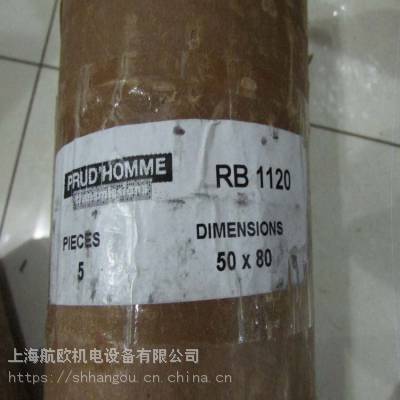 PRUD'HOMME
transmissions
RB 1120
PIECES
5
DIMENSIONS
50 x 80
上海航欧机电设备有限公司
https://shhangou.cn.china.cn